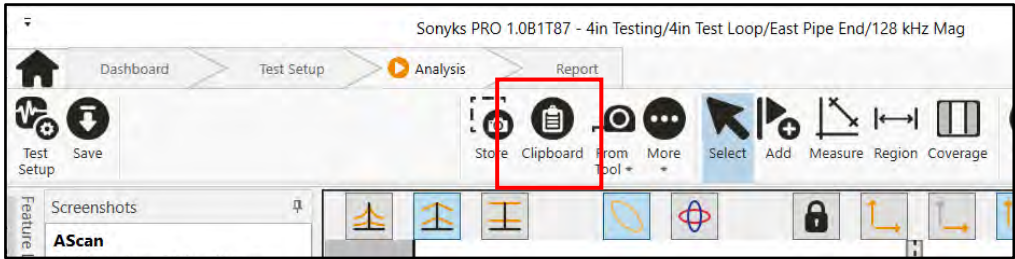 Sonyks PRO 1.0B1T87 - 4in Testing/4in Test Loop/East Pipe End/128 kHz Mag
Dashboard
Test Setup
Analysis
Report
Test
Setup
Save
Store
Clipboard
From
Tool
More
Select
Add
Measure
Region
Coverage
Feature
Screenshots
AScan